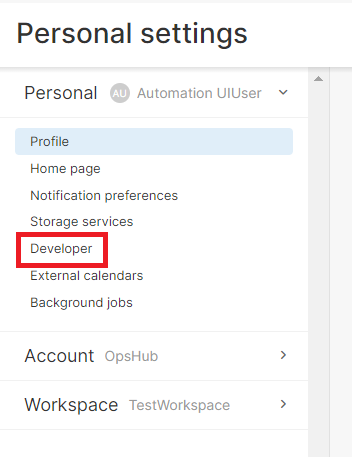 Personal settings
Personal AU Automation UIUser
Profile
Home page
Notification preferences
Storage services
Developer
External calendars
Background jobs
Account OpsHub
Workspace TestWorkspace